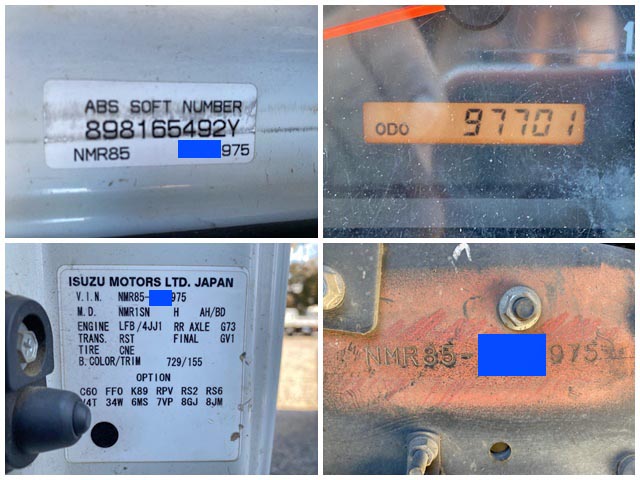 ABS SOFT NUMBER
898165492Y
NMR85 975
ODO 97701
ISUZU MOTORS LTD. JAPAN
V.I.N. NMR85- 975
M.D. NMR1SN H AH/BD
ENGINE LFB/4JJ1 RR AXLE G73
TRANS. RST FINAL GV1
TIRE CNE
B.COLOR/TRIM 729/155
OPTION
C60 FF0 K89 RPV RS2 RS6
/4T 34W 6MS 7VP 8GJ 8JM
NMR85- 975